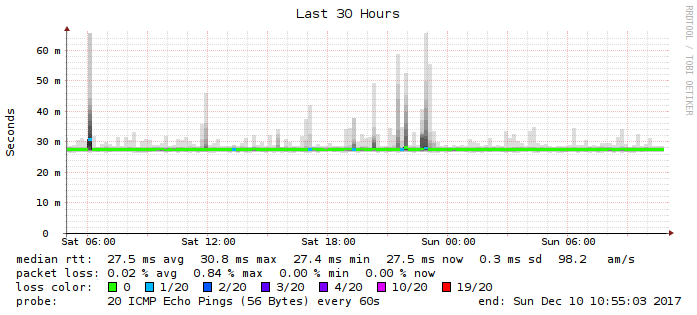 Last 30 Hours
RRDTOOL / TOBI OETIKER
Seconds
60 m
50 m
40 m
30 m
20 m
10 m
0
Sat 06:00 Sat 12:00 Sat 18:00 Sun 00:00 Sun 06:00
median rtt: 27.5 ms avg 30.8 ms max 27.4 ms min 27.5 ms now 0.3 ms sd 98.2 am/s
packet loss: 0.02 % avg 0.84 % max 0.00 % min 0.00 % now
loss color: 0 1/20 2/20 3/20 4/20 10/20 19/20
probe: 20 ICMP Echo Pings (56 Bytes) every 60s end: Sun Dec 10 10:55:03 2017